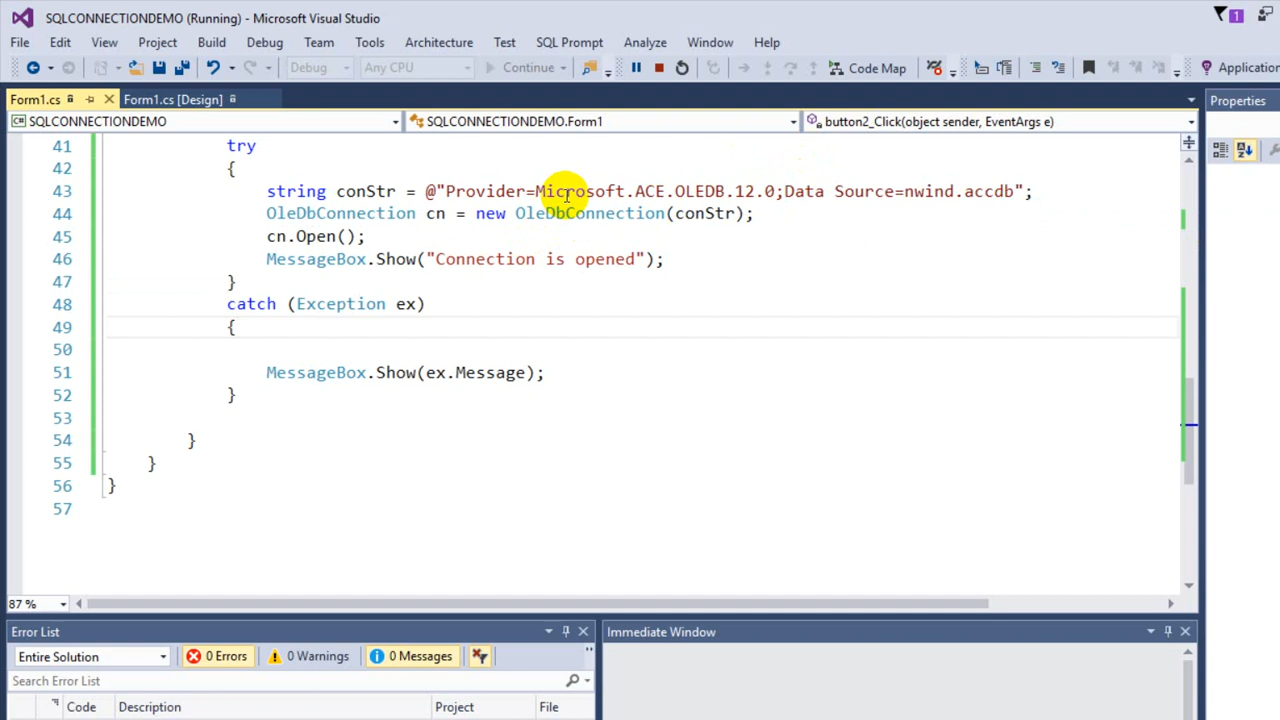 SQLCONNECTIONDEMO (Running) - Microsoft Visual Studio
1
File Edit View Project Build Debug Team Tools Architecture Test SQL Prompt Analyze Window Help
Debug Any CPU Continue Code Map Application
Form1.cs Form1.cs [Design] Properties
SQLCONNECTIONDEMO SQLCONNECTIONDEMO.Form1 button2_Click(object sender, EventArgs e)
41 try
42 {
43 string conStr = @"Provider=Microsoft.ACE.OLEDB.12.0;Data Source=nwind.accdb";
44 OleDbConnection cn = new OleDbConnection(conStr);
45 cn.Open();
46 MessageBox.Show("Connection is opened");
47 }
48 catch (Exception ex)
49 {
50
51 MessageBox.Show(ex.Message);
52 }
53
54 }
55 }
56 }
57
87 %
Error List Immediate Window
Entire Solution 0 Errors 0 Warnings 0 Messages
Search Error List
Code Description Project File